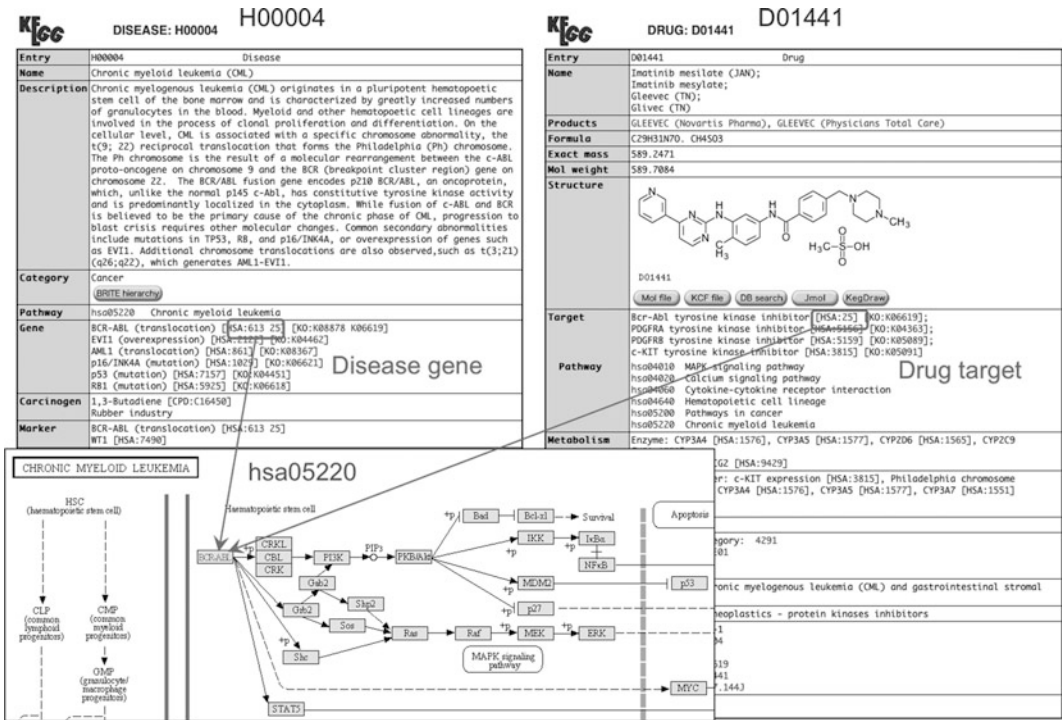 KEGG
DISEASE: H00004
H00004
Entry H00004 Disease
Name Chronic myeloid leukemia (CML)
Description Chronic myelogenous leukemia (CML) originates in a pluripotent hematopoetic
stem cell of the bone marrow and is characterized by greatly increased numbers
of granulocytes in the blood. Myeloid and other hematopoetic cell lineages are
involved in the process of clonal proliferation and differentiation. On the
cellular level, CML is associated with a specific chromosome abnormality, the
t(9; 22) reciprocal translocation that forms the Philadelphia (Ph) chromosome.
The Ph chromosome is the result of a molecular rearrangement between the c-ABL
proto-oncogene on chromosome 9 and the BCR (breakpoint cluster region) gene on
chromosome 22. The BCR/ABL fusion gene encodes p210 BCR/ABL, an oncoprotein,
which, unlike the normal p145 c-Abl, has constitutive tyrosine kinase activity
and is predominantly localized in the cytoplasm. While fusion of c-ABL and BCR
is believed to be the primary cause of the chronic phase of CML, progression to
blast crisis requires other molecular changes. Common secondary abnormalities
include mutations in TP53, RB, and p16/INK4A, or overexpression of genes such
as EVI1. Additional chromosome translocations are also observed,such as t(3;21)
(q26;q22), which generates AML1-EVI1.
Category Cancer
BRITE hierarchy
Pathway hsa05220 Chronic myeloid leukemia
Gene BCR-ABL (translocation) [HSA:613 25] [KO:K08878 K06619]
EVI1 (overexpression) [HSA:2122] [KO:K04462]
AML1 (translocation) [HSA:861] [KO:K08367]
p16/INK4A (mutation) [HSA:1029] [KO:K06621]
p53 (mutation) [HSA:7157] [KO:K04451]
RB1 (mutation) [HSA:5925] [KO:K06618]
Disease gene
Carcinogen 1,3-Butadiene [CPD:C16450]
Rubber industry
Marker BCR-ABL (translocation) [HSA:613 25]
WT1 [HSA:7490]
KEGG
DRUG: D01441
D01441
Entry D01441 Drug
Name Imatinib mesilate (JAN);
Imatinib mesylate;
Gleevec (TN);
Glivec (TN)
Products GLEEVEC (Novartis Pharma), GLEEVEC (Physicians Total Care)
Formula C29H31N7O. CH4SO3
Exact mass 589.2471
Mol weight 589.7084
Structure
N
N
N
H
N
H
N
O
N
N
CH3
H3C
H3C-S-OH
O
O
D01441
Mol file KCF file DB search Jmol KegDraw
Target Bcr-Abl tyrosine kinase inhibitor [HSA:25] [KO:K06619];
PDGFRA tyrosine kinase inhibitor [HSA:5156] [KO:K04363];
PDGFRB tyrosine kinase inhibitor [HSA:5159] [KO:K05089];
c-KIT tyrosine kinase inhibitor [HSA:3815] [KO:K05091]
Pathway hsa04010 MAPK signaling pathway
hsa04020 Calcium signaling pathway
hsa04060 Cytokine-cytokine receptor interaction
hsa04640 Hematopoietic cell lineage
hsa05200 Pathways in cancer
hsa05220 Chronic myeloid leukemia
Drug target
Metabolism Enzyme: CYP3A4 [HSA:1576], CYP3A5 [HSA:1577], CYP2D6 [HSA:1565], CYP2C9
CG2 [HSA:9429]
er: c-KIT expression [HSA:3815], Philadelphia chromosome
CYP3A4 [HSA:1576], CYP3A5 [HSA:1577], CYP3A7 [HSA:1551]
egory: 4291
E01
ronic myelogenous leukemia (CML) and gastrointestinal stromal
neoplastics - protein kinases inhibitors
-1
04
519
441
7.144J
CHRONIC MYELOID LEUKEMIA
hsa05220
HSC
(haematopoietic stem cell)
Haematopoietic stem cell
CLP
(common
lymphoid
progenitors)
CMP
(common
myeloid
progenitors)
GMP
(granulocyte/
macrophage
progenitors)
BCR-ABL
+p
CRKL
CBL
CRK
PI3K
PIP3
PKB/Akt
Gab2
Grb2
Shp2
Sos
+p
Shc
Ras
Raf
+p
MEK
+p
ERK
MAPK signaling
pathway
STAT5
+p
Bad
Bcl-xl
Survival
IKK
IκBα
+p
NFκB
+p
MDM2
p53
+p
p27
MYC
Apoptosis